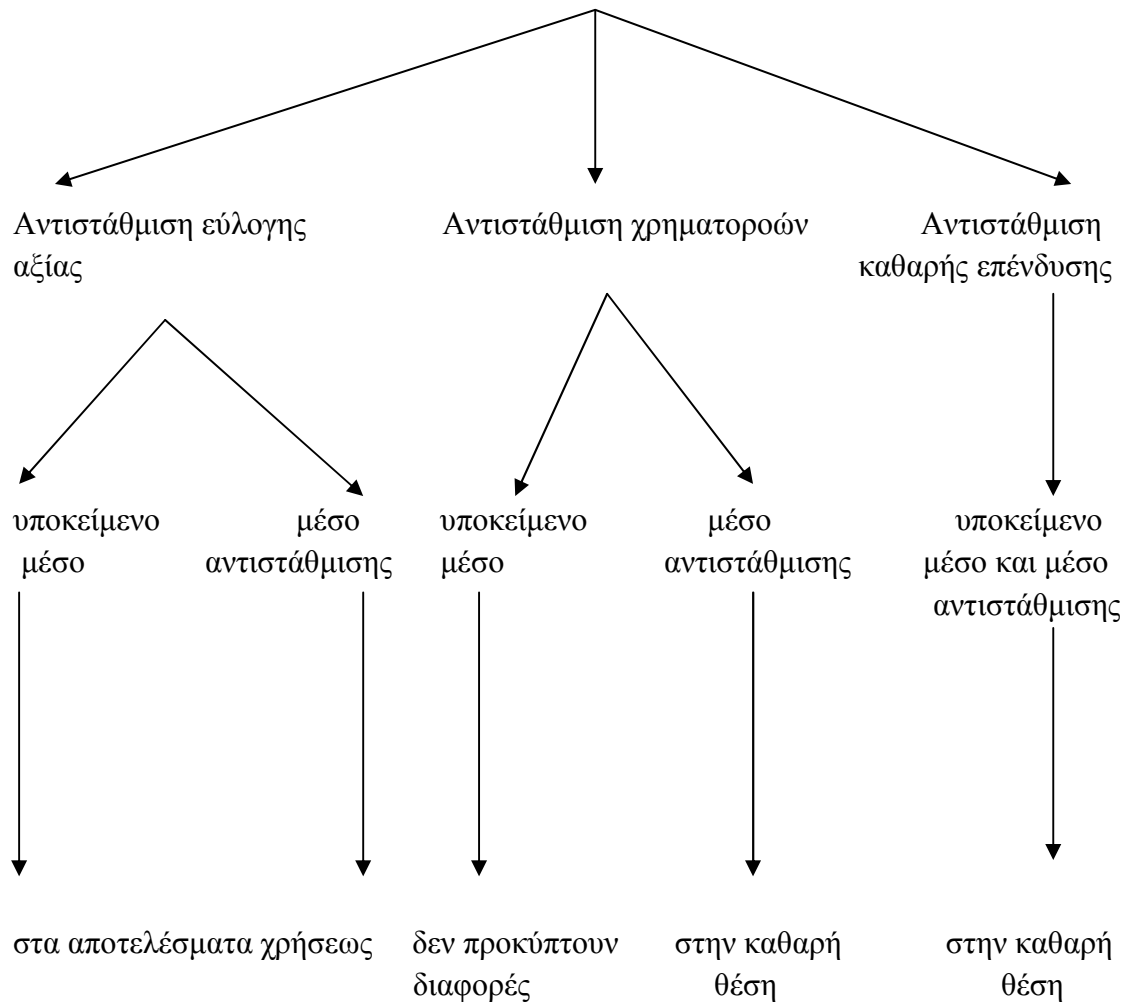 Αντιστάθμιση εύλογης αξίας
Αντιστάθμιση χρηματοροών
Αντιστάθμιση
καθαρής επένδυσης
υποκείμενο
μέσο
μέσο
αντιστάθμισης
υποκείμενο
μέσο
μέσο
αντιστάθμισης
υποκείμενο
μέσο και μέσο
αντιστάθμισης
στα αποτελέσματα χρήσεως
δεν προκύπτουν
διαφορές
στην καθαρή
θέση
στην καθαρή
θέση